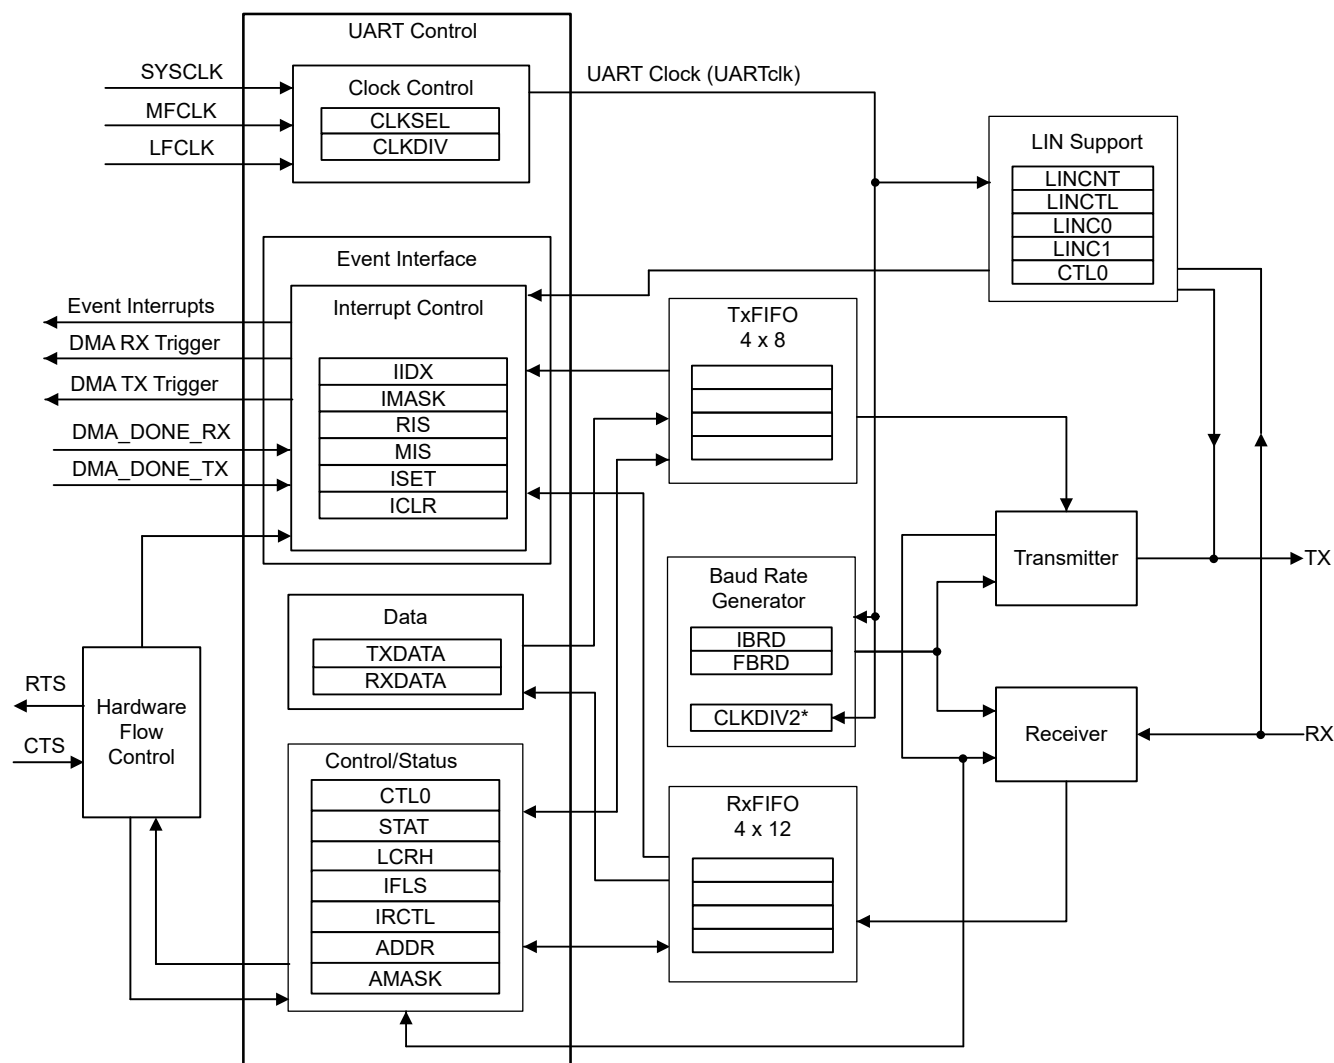 UART Control
SYSCLK
MFCLK
LFCLK
Clock Control
CLKSEL
CLKDIV
UART Clock (UARTclk)
LIN Support
LINCNT
LINCTL
LINC0
LINC1
CTL0
Event Interface
Interrupt Control
IIDX
IMASK
RIS
MIS
ISET
ICLR
Event Interrupts
DMA RX Trigger
DMA TX Trigger
DMA_DONE_RX
DMA_DONE_TX
TxFIFO
4 x 8
Transmitter
TX
Baud Rate
Generator
IBRD
FBRD
CLKDIV2*
Data
TXDATA
RXDATA
RTS
CTS
Hardware
Flow
Control
Receiver
RX
Control/Status
CTL0
STAT
LCRH
IFLS
IRCTL
ADDR
AMASK
RxFIFO
4 x 12